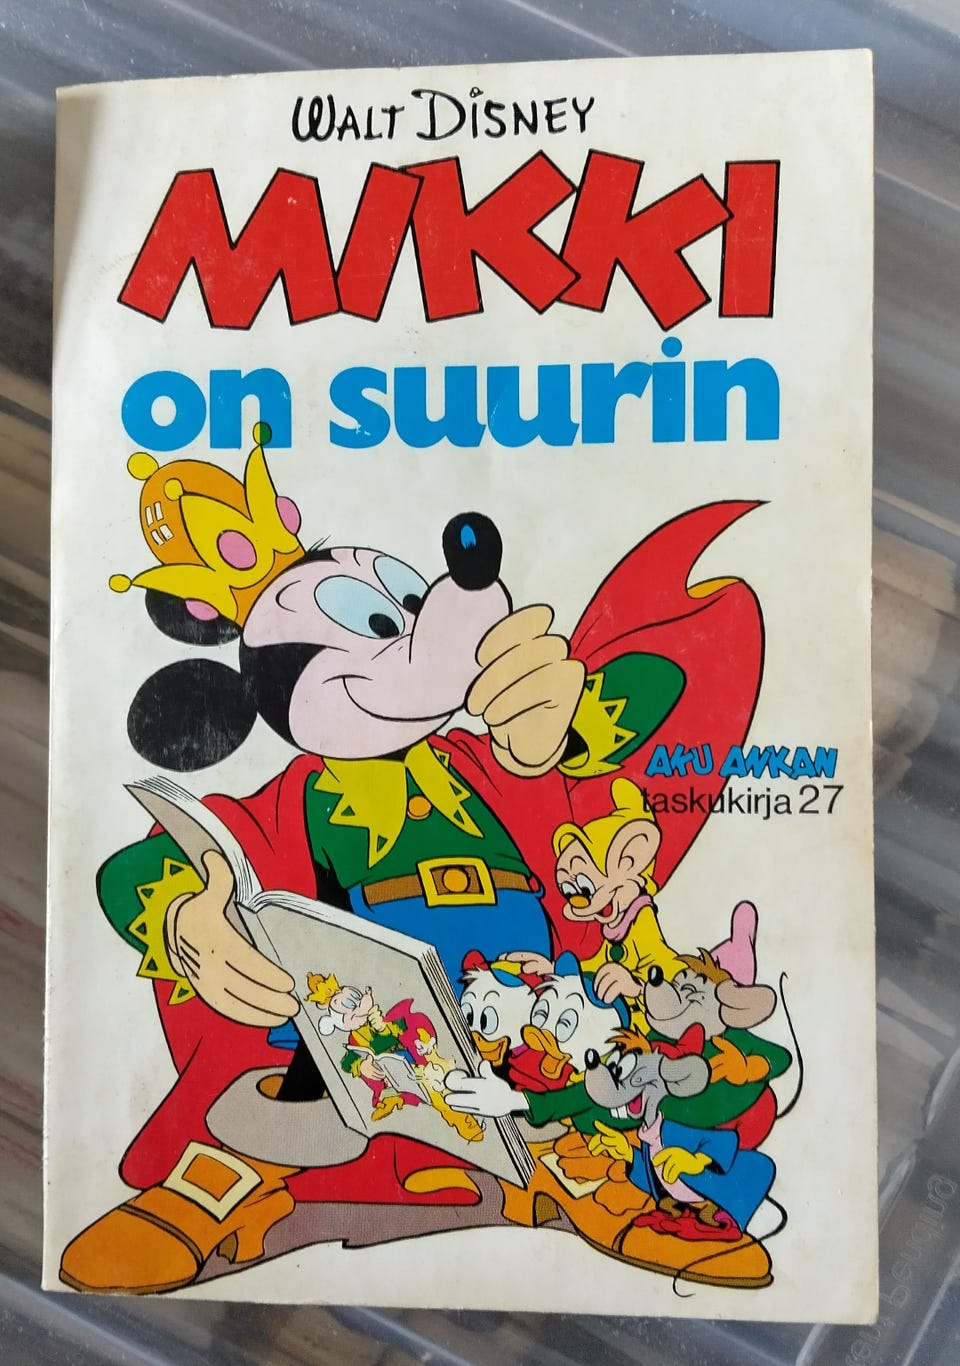 WALT DISNEY
MIKKI
on suurin
AKU ANKAN
taskukirja 27